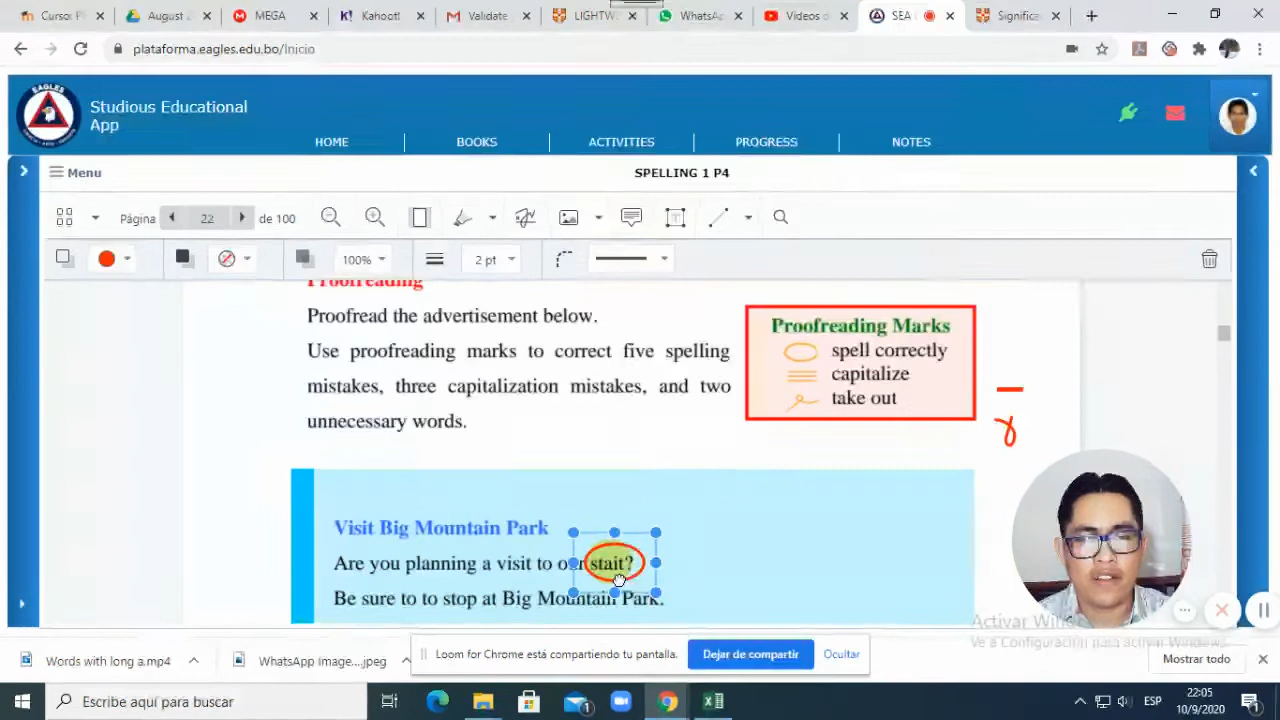 Curso P
August 2
MEGA
Kahoot!
Validate
LIGHTW
WhatsA
Videos d
SEA
Significa
plataforma.eagles.edu.bo/Inicio
EAGLES
Studious Educational
App
HOME
BOOKS
ACTIVITIES
PROGRESS
NOTES
Menu
SPELLING 1 P4
Página
22
de 100
100%
2 pt
Proofreading
Proofread the advertisement below.
Use proofreading marks to correct five spelling
mistakes, three capitalization mistakes, and two
unnecessary words.
Proofreading Marks
spell correctly
capitalize
take out
Visit Big Mountain Park
Are you planning a visit to our stait?
Be sure to to stop at Big Mountain Park.
Activar Win
Ve a Configuración para activar Windows.
Words with long a.mp4
WhatsApp Image....jpeg
Loom for Chrome está compartiendo tu pantalla.
Dejar de compartir
Ocultar
Mostrar todo
Escribe aquí para buscar
1
ESP
22:05
10/9/2020
1